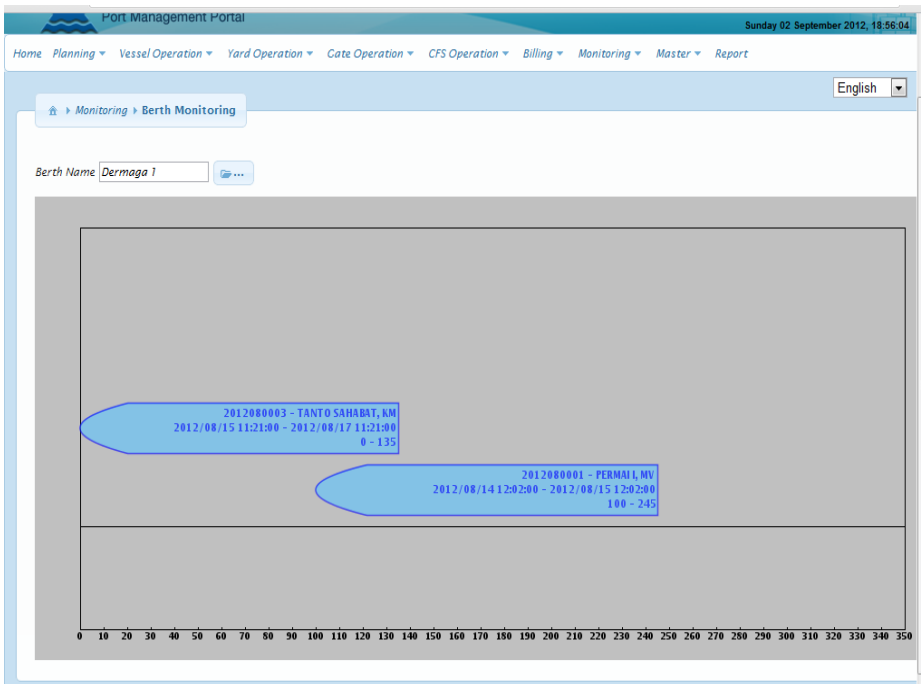 Port Management Portal
Sunday 02 September 2012, 18:56:04
Home Planning Vessel Operation Yard Operation Gate Operation CFS Operation Billing Monitoring Master Report
English
Monitoring Berth Monitoring
Berth Name Dermaga 1 ...
2012080003 - TANTO SAHABAT, KM
2012/08/15 11:21:00 - 2012/08/17 11:21:00
0 - 135
2012080001 - PERMAI I, MV
2012/08/14 12:02:00 - 2012/08/15 12:02:00
100 - 245
0 10 20 30 40 50 60 70 80 90 100 110 120 130 140 150 160 170 180 190 200 210 220 230 240 250 260 270 280 290 300 310 320 330 340 350